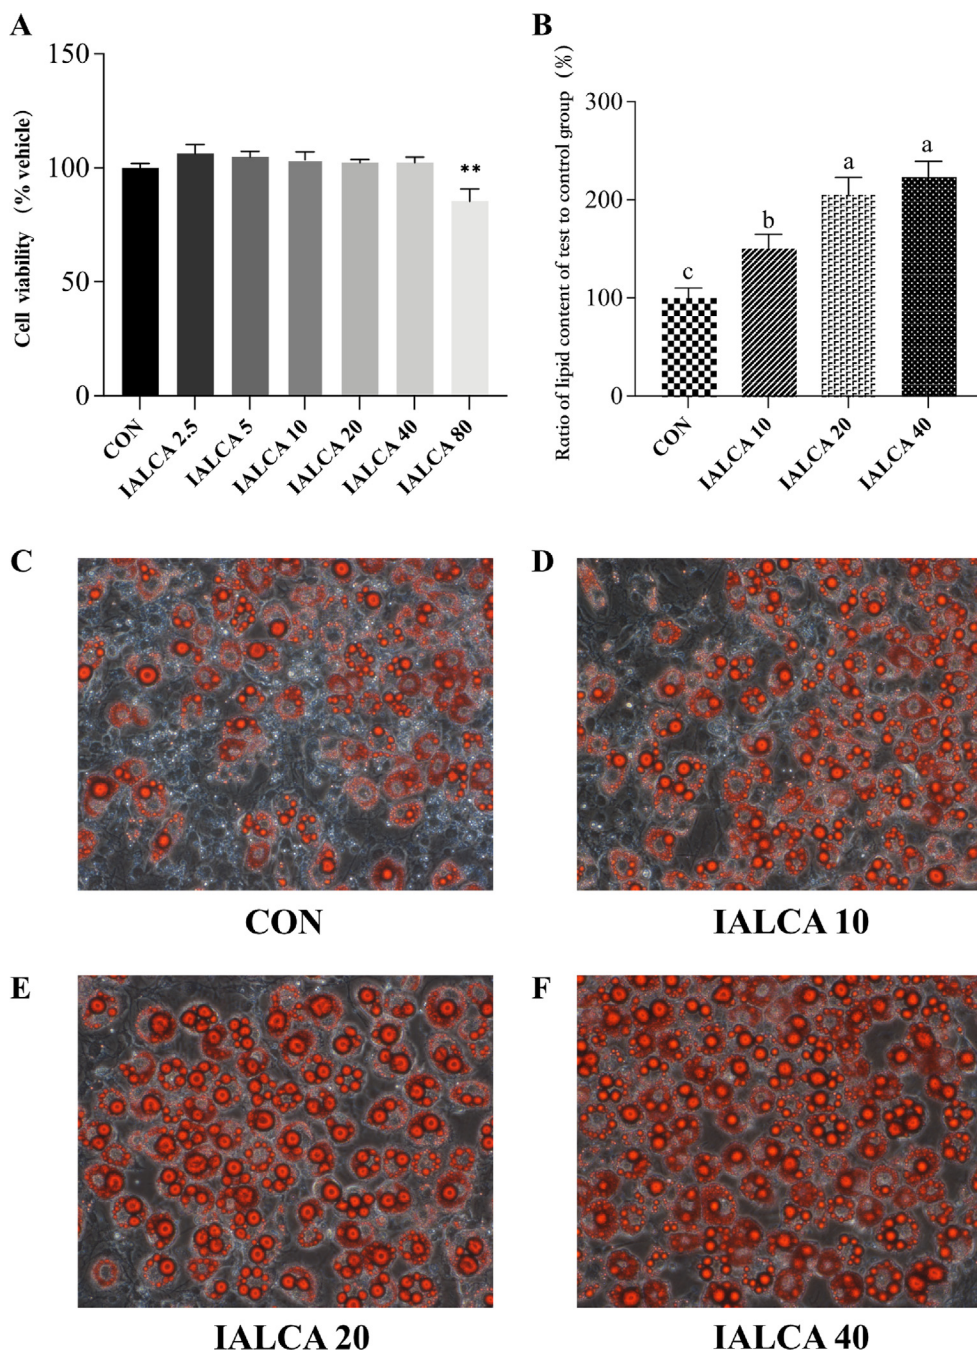 A
Cell viability (% vehicle)
150
100
50
0
**
CON
IALCA 2.5
IALCA 5
IALCA 10
IALCA 20
IALCA 40
IALCA 80
B
Ratio of lipid content of test to control group (%)
300
200
100
0
c
b
a
a
CON
IALCA 10
IALCA 20
IALCA 40
C
CON
D
IALCA 10
E
IALCA 20
F
IALCA 40